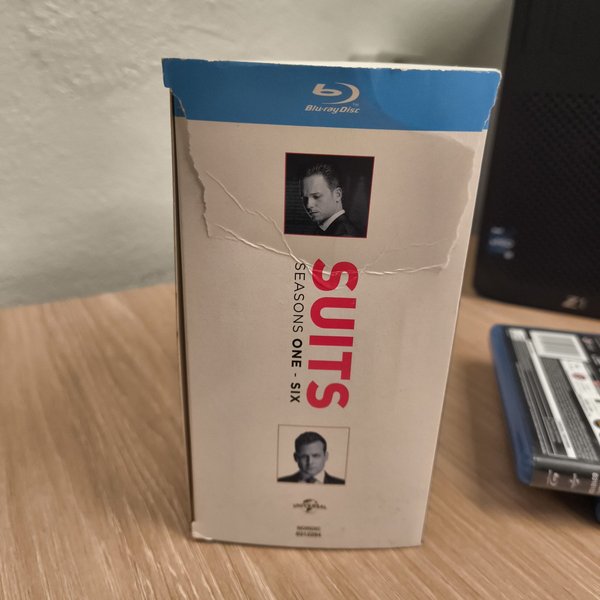 Blu-ray Disc
SUITS
SEASONS ONE - SIX
UNIVERSAL